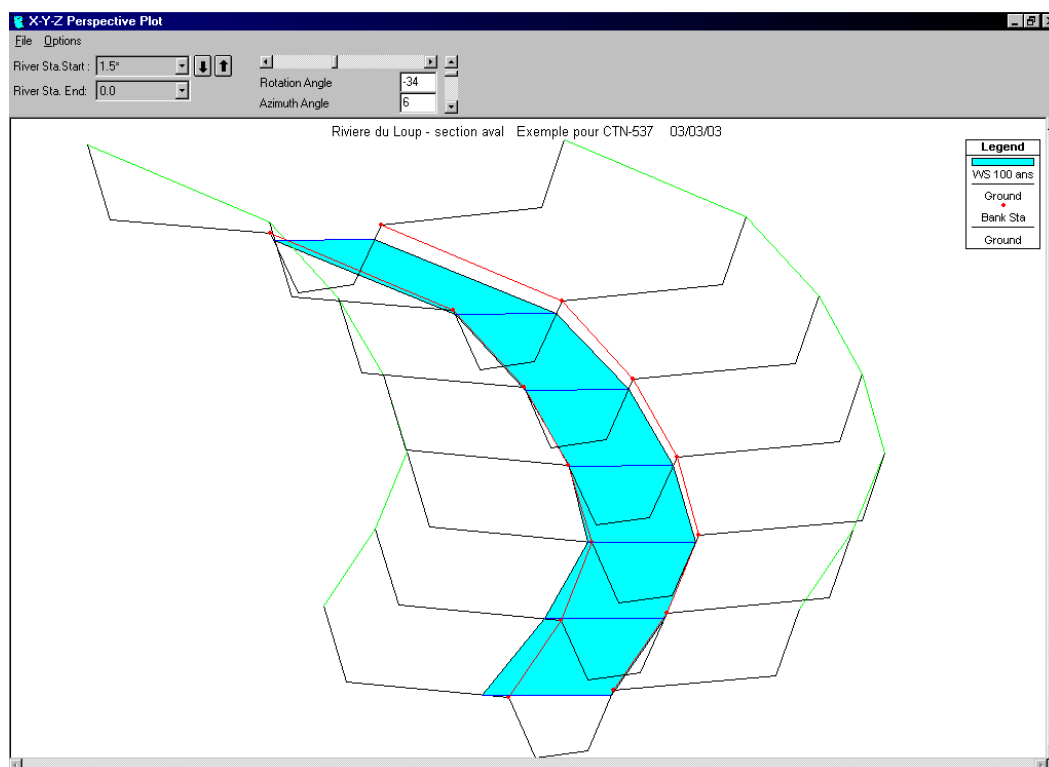 X-Y-Z Perspective Plot
File Options
River Sta.Start : 1.5*
River Sta. End: 0.0
Rotation Angle -34
Azimuth Angle 6
Riviere du Loup - section aval Exemple pour CTN-537 03/03/03
Legend
WS 100 ans
Ground
Bank Sta
Ground